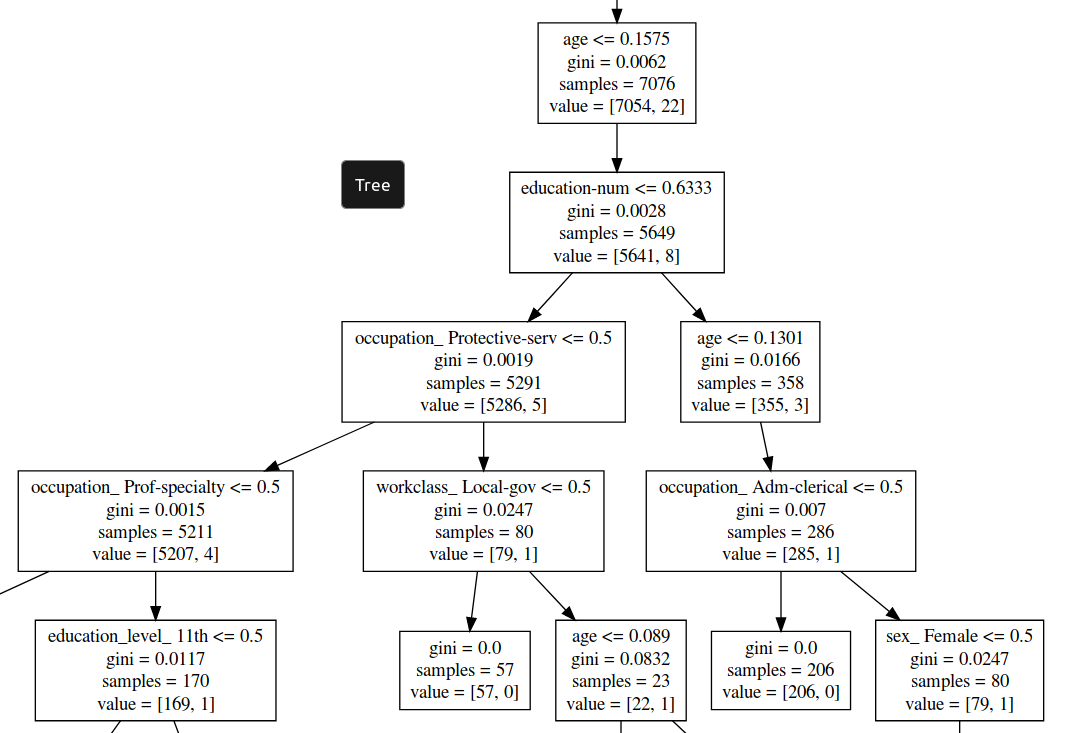 age <= 0.1575
gini = 0.0062
samples = 7076
value = [7054, 22]
Tree
education-num <= 0.6333
gini = 0.0028
samples = 5649
value = [5641, 8]
occupation_ Protective-serv <= 0.5
gini = 0.0019
samples = 5291
value = [5286, 5]
age <= 0.1301
gini = 0.0166
samples = 358
value = [355, 3]
occupation_ Prof-specialty <= 0.5
gini = 0.0015
samples = 5211
value = [5207, 4]
workclass_ Local-gov <= 0.5
gini = 0.0247
samples = 80
value = [79, 1]
occupation_ Adm-clerical <= 0.5
gini = 0.007
samples = 286
value = [285, 1]
education_level_ 11th <= 0.5
gini = 0.0117
samples = 170
value = [169, 1]
gini = 0.0
samples = 57
value = [57, 0]
age <= 0.089
gini = 0.0832
samples = 23
value = [22, 1]
gini = 0.0
samples = 206
value = [206, 0]
sex_ Female <= 0.5
gini = 0.0247
samples = 80
value = [79, 1]